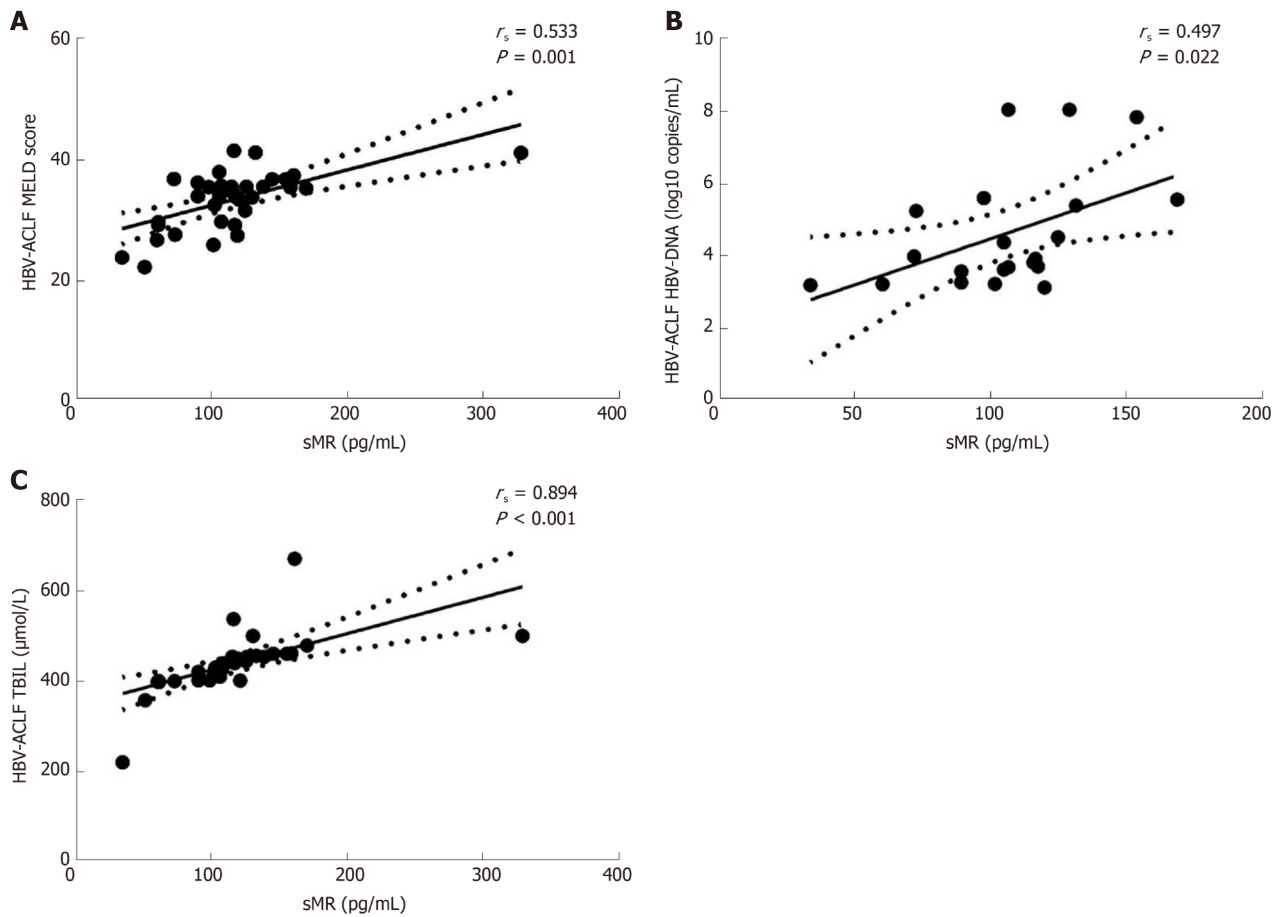 A
r_s = 0.533
P = 0.001
HBV-ACLF MELD score
60
40
20
0
0 100 200 300 400
sMR (pg/mL)
B
r_s = 0.497
P = 0.022
HBV-ACLF HBV-DNA (log10 copies/mL)
10
8
6
4
2
0
0 50 100 150 200
sMR (pg/mL)
C
r_s = 0.894
P < 0.001
HBV-ACLF TBIL (μmol/L)
800
600
400
200
0
0 100 200 300 400
sMR (pg/mL)